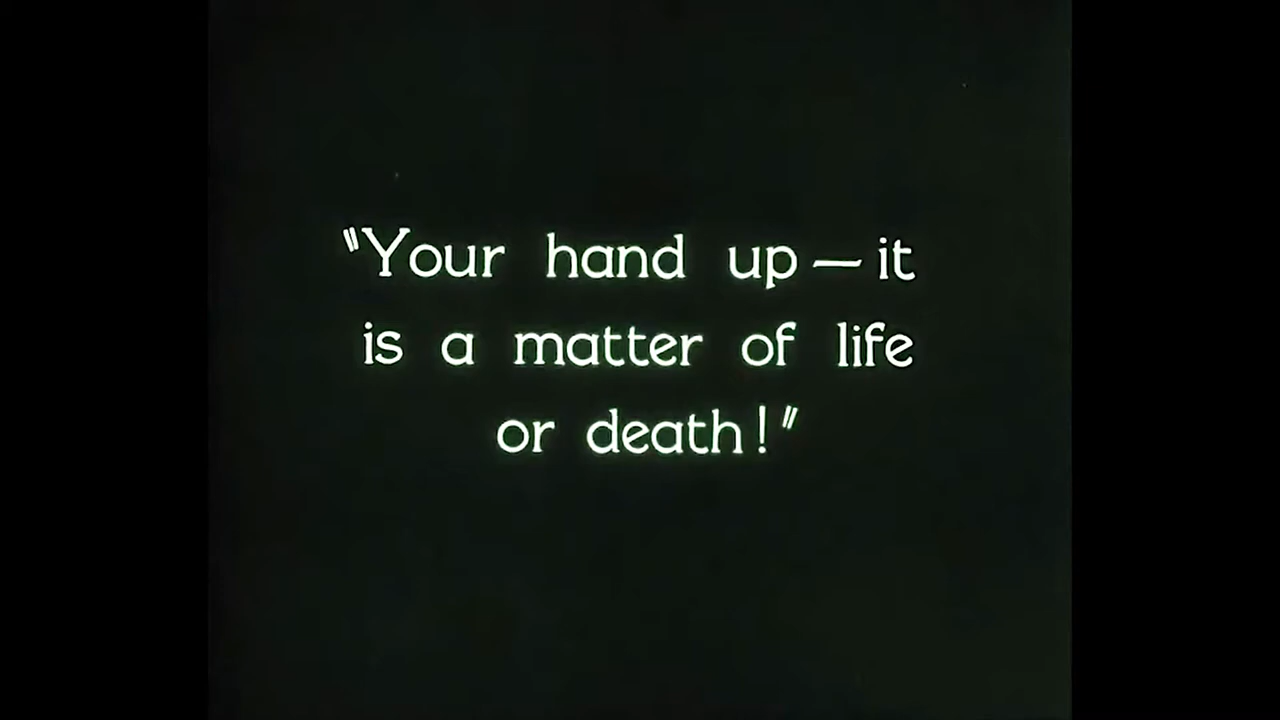 "Your hand up — it
is a matter of life
or death!"